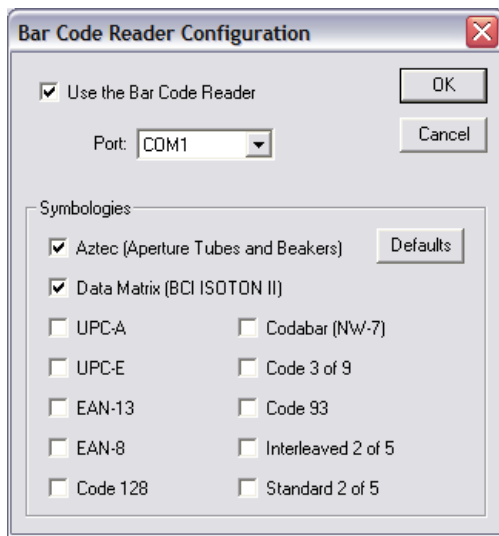 Bar Code Reader Configuration
Use the Bar Code Reader
OK
Port: COM1
Cancel
Symbologies
Aztec (Aperture Tubes and Beakers)
Defaults
Data Matrix (BCI ISOTON II)
UPC-A
Codabar (NW-7)
UPC-E
Code 3 of 9
EAN-13
Code 93
EAN-8
Interleaved 2 of 5
Code 128
Standard 2 of 5